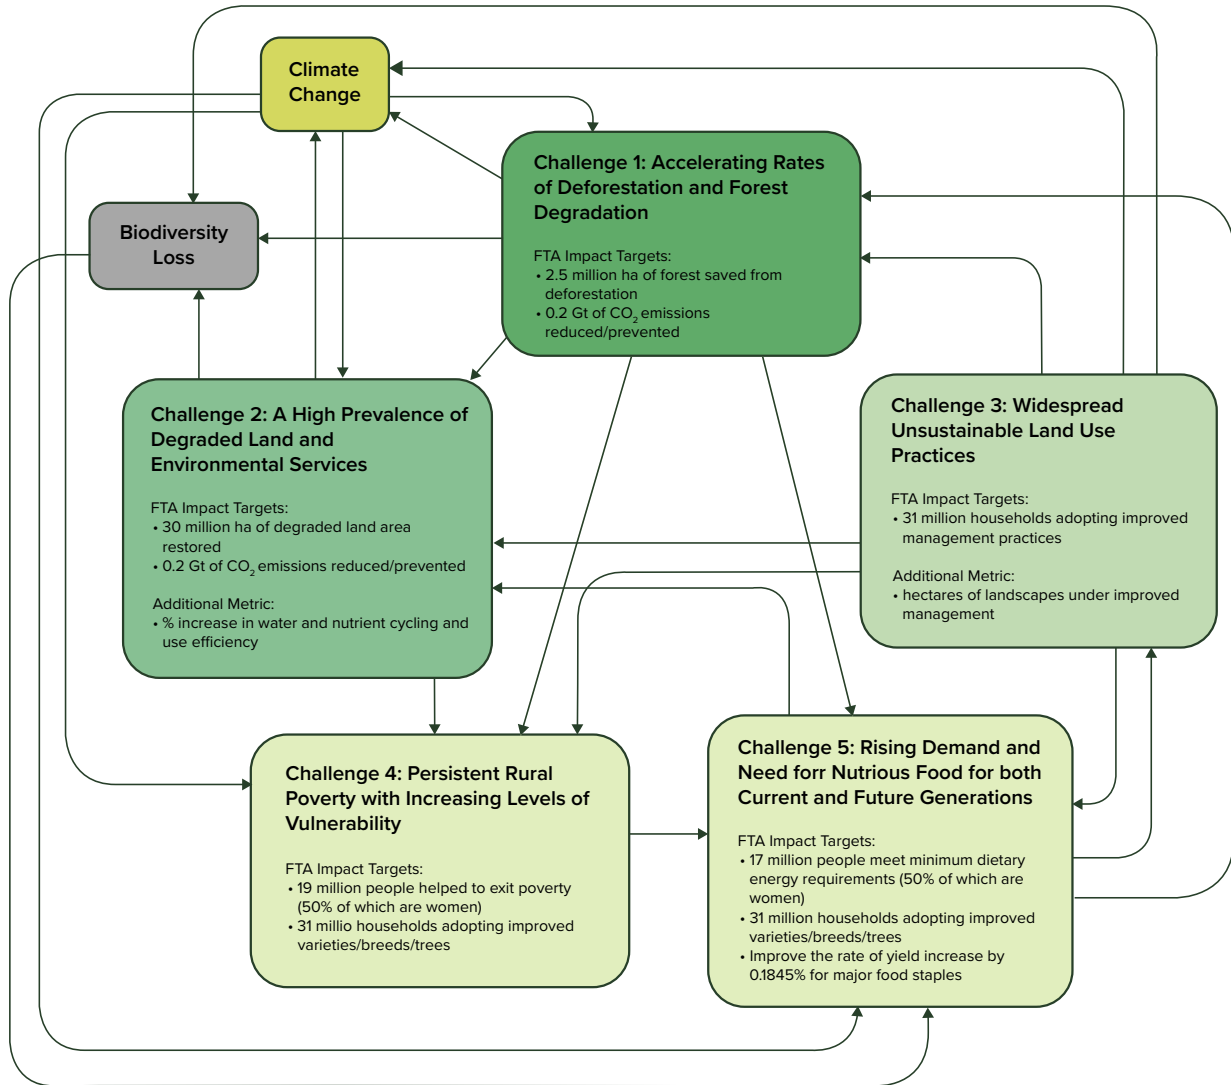 Climate
Change
Challenge 1: Accelerating Rates
of Deforestation and Forest
Degradation
FTA Impact Targets:
• 2.5 million ha of forest saved from
deforestation
• 0.2 Gt of CO2 emissions
reduced/prevented
Biodiversity
Loss
Challenge 2: A High Prevalence of
Degraded Land and
Environmental Services
FTA Impact Targets:
• 30 million ha of degraded land area
restored
• 0.2 Gt of CO2 emissions reduced/prevented
Additional Metric:
• % increase in water and nutrient cycling and
use efficiency
Challenge 3: Widespread
Unsustainable Land Use
Practices
FTA Impact Targets:
• 31 million households adopting improved
management practices
Additional Metric:
• hectares of landscapes under improved
management
Challenge 4: Persistent Rural
Poverty with Increasing Levels of
Vulnerability
FTA Impact Targets:
• 19 million people helped to exit poverty
(50% of which are women)
• 31 millio households adopting improved
varieties/breeds/trees
Challenge 5: Rising Demand and
Need forr Nutritious Food for both
Current and Future Generations
FTA Impact Targets:
• 17 million people meet minimum dietary
energy requirements (50% of which are
women)
• 31 million households adopting improved
varieties/breeds/trees
• Improve the rate of yield increase by
0.1845% for major food staples